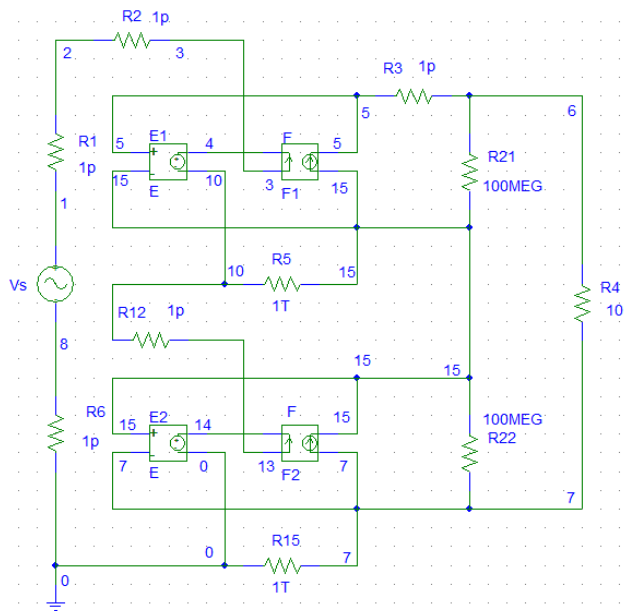 R2 1p
2
3
R3 1p
5
6
R1
1p
5 E1 4 F 5
15 10 3 15
E F1
R21
100MEG
1
10 R5 15
1T
Vs
R12 1p
R4
10
8
15 15
R6
1p
15 E2 14 F 15
7 0 13 7
E F2
100MEG
R22
7
0 R15 7
1T
0